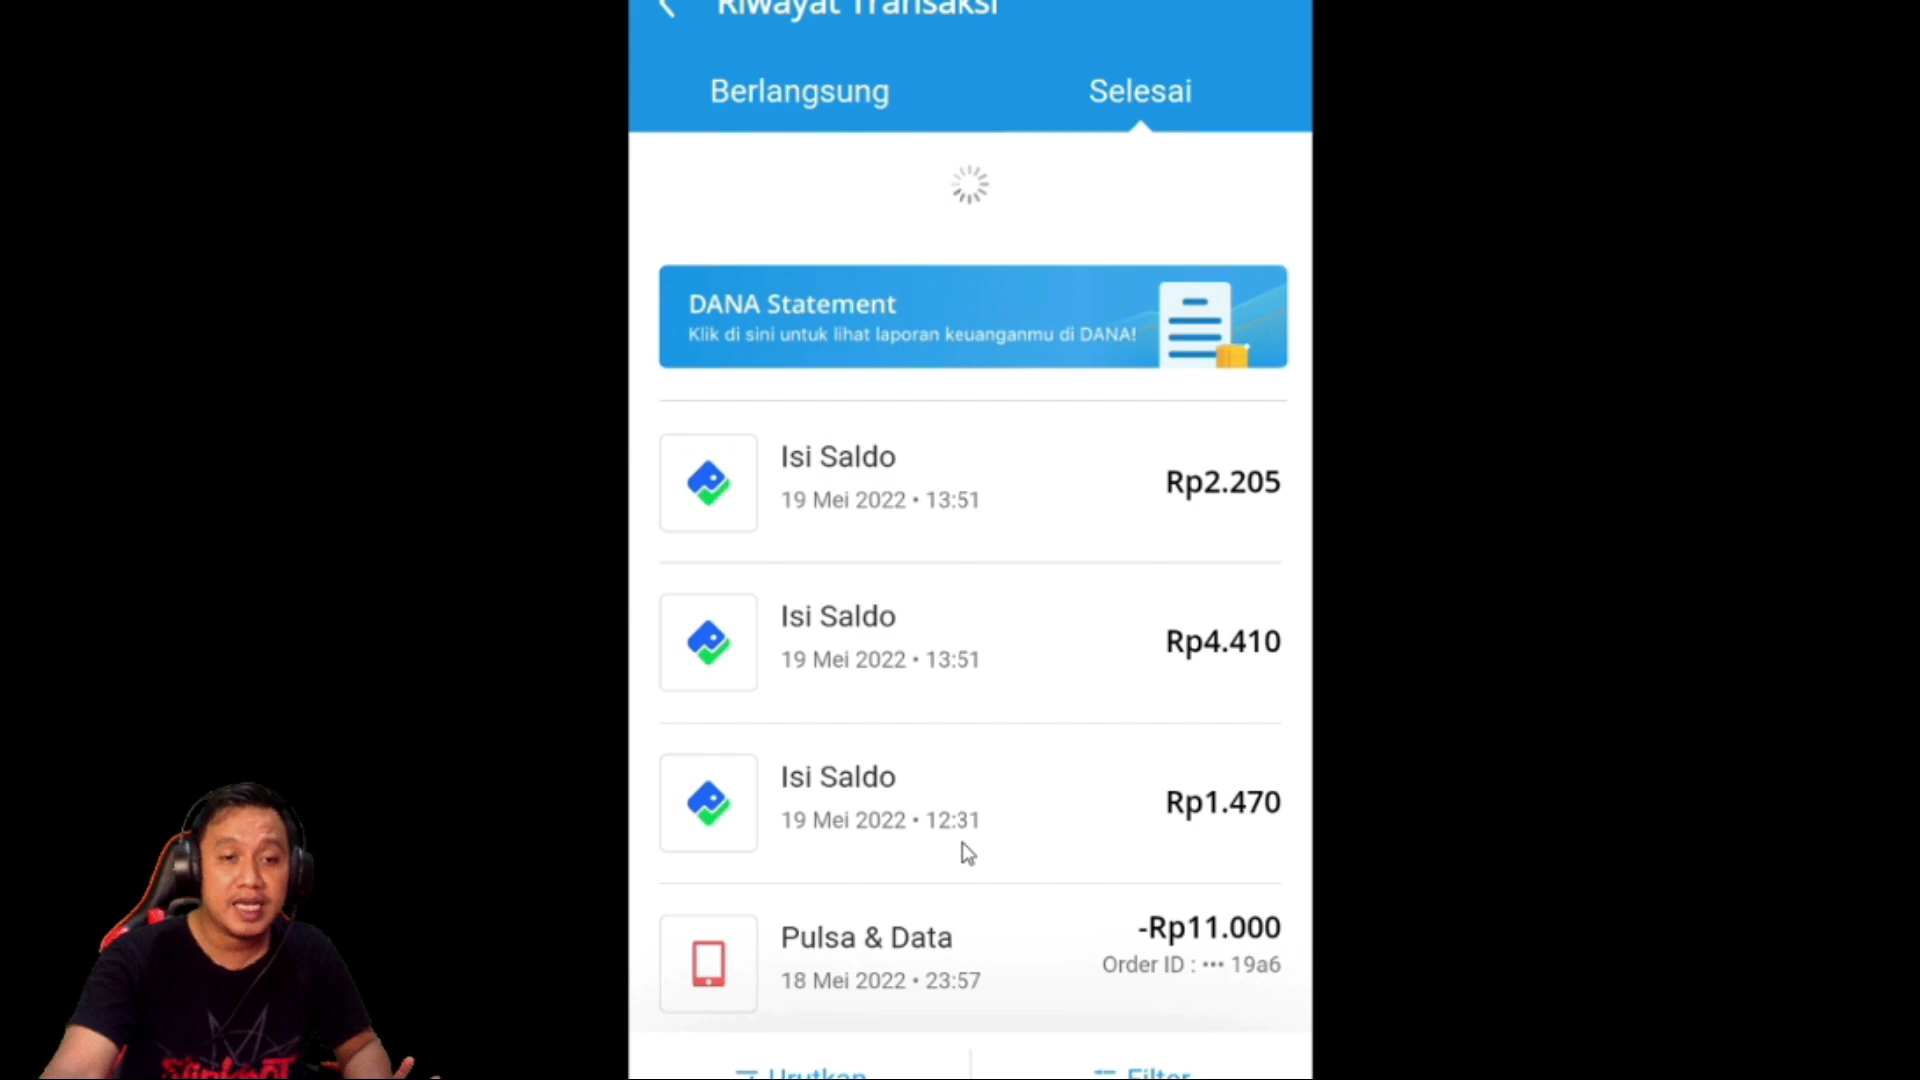 Riwayat Transaksi
Berlangsung
Selesai
DANA Statement
Klik di sini untuk lihat laporan keuanganmu di DANA!
Isi Saldo
19 Mei 2022 • 13:51
Rp2.205
Isi Saldo
19 Mei 2022 • 13:51
Rp4.410
Isi Saldo
19 Mei 2022 • 12:31
Rp1.470
Pulsa & Data
18 Mei 2022 • 23:57
-Rp11.000
Order ID : ••• 19a6
Urutkan
Filter